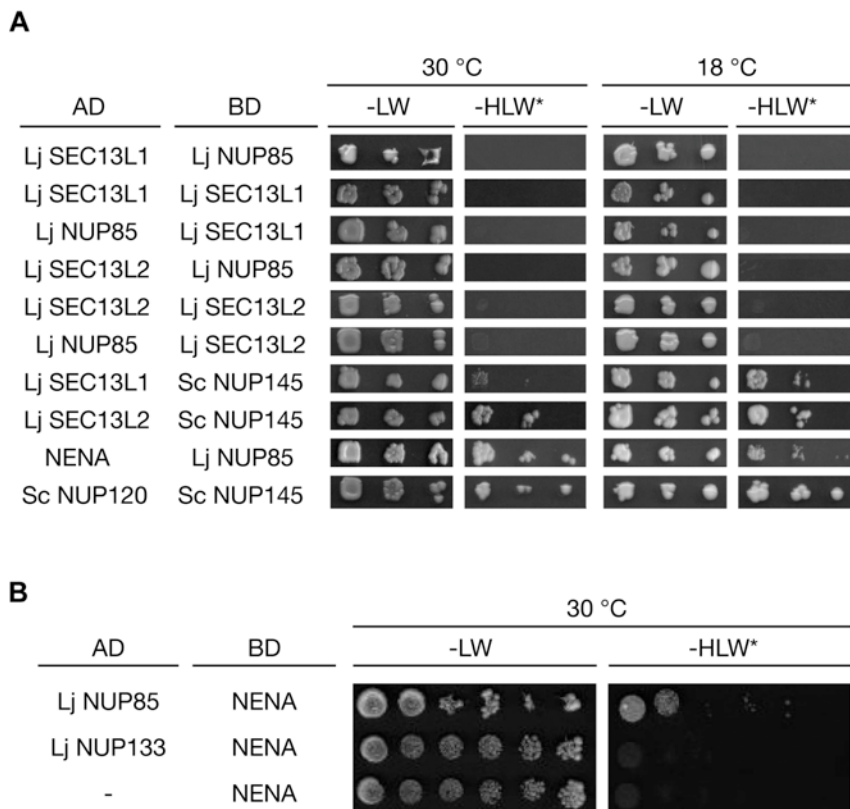 A
30 °C 18 °C
AD BD -LW -HLW* -LW -HLW*
Lj SEC13L1 Lj NUP85
Lj SEC13L1 Lj SEC13L1
Lj NUP85 Lj SEC13L1
Lj SEC13L2 Lj NUP85
Lj SEC13L2 Lj SEC13L2
Lj NUP85 Lj SEC13L2
Lj SEC13L1 Sc NUP145
Lj SEC13L2 Sc NUP145
NENA Lj NUP85
Sc NUP120 Sc NUP145
B
30 °C
AD BD -LW -HLW*
Lj NUP85 NENA
Lj NUP133 NENA
- NENA